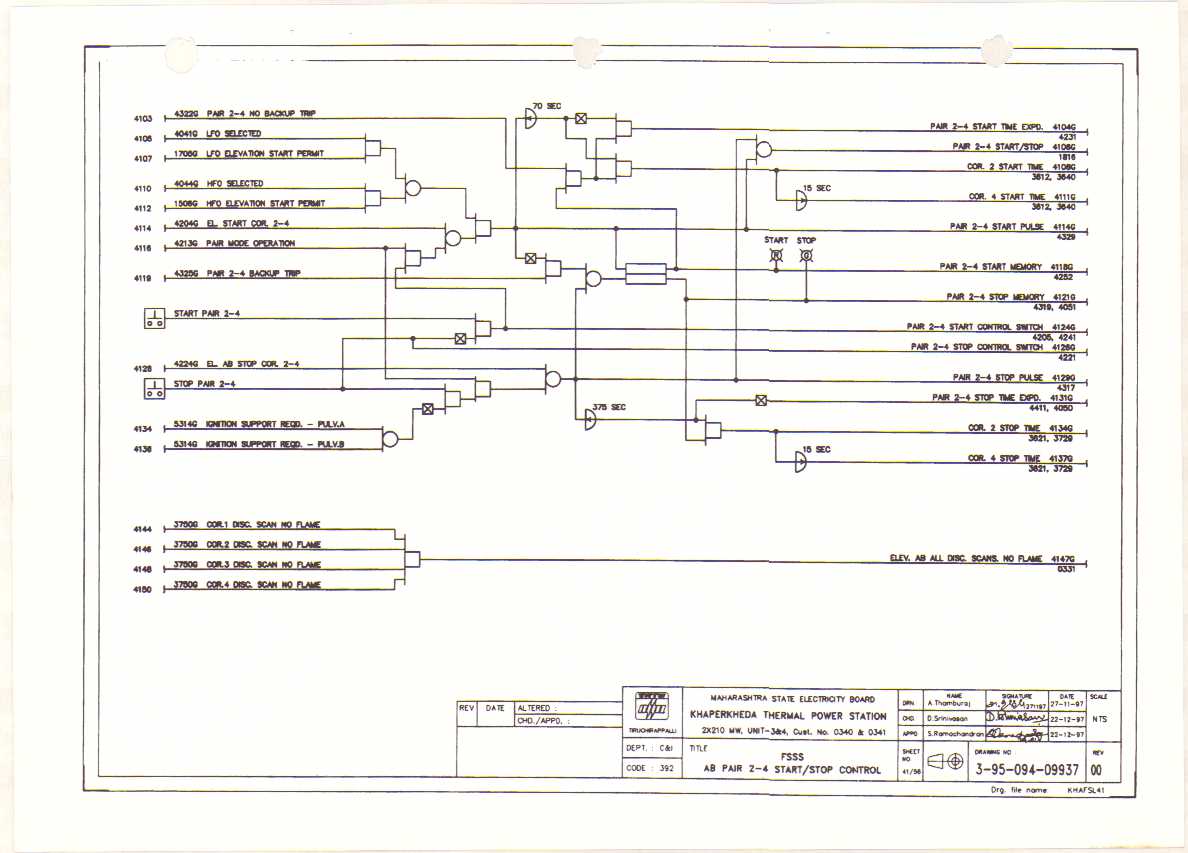 70 SEC
4103 4322G PAIR 2-4 NO BACKUP TRIP
PAIR 2-4 START TIME EXPD. 4104G
4105 4041G LFO SELECTED
4231
PAIR 2-4 START/STOP 4106G
4107 1706G LFO ELEVATION START PERMIT
1816
COR. 2 START TIME 4108G
3612, 3640
4110 4044G HFO SELECTED
15 SEC
COR. 4 START TIME 4111G
4112 1506G HFO ELEVATION START PERMIT
3612, 3640
4114 4204G EL. START COR. 2-4
PAIR 2-4 START PULSE 4114G
4329
4116 4213G PAIR MODE OPERATION
START STOP
4119 4325G PAIR 2-4 BACKUP TRIP
PAIR 2-4 START MEMORY 4118G
4252
PAIR 2-4 STOP MEMORY 4121G
4319, 4051
START PAIR 2-4
PAIR 2-4 START CONTROL SWITCH 4124G
4205, 4241
PAIR 2-4 STOP CONTROL SWITCH 4126G
4221
4128 4224G EL. AB STOP COR. 2-4
PAIR 2-4 STOP PULSE 4129G
4317
STOP PAIR 2-4
PAIR 2-4 STOP TIME EXPD. 4131G
4411, 4050
375 SEC
4134 5314G IGNITION SUPPORT REQD. - PULV.A
COR. 2 STOP TIME 4134G
3621, 3729
4136 5314G IGNITION SUPPORT REQD. - PULV.B
15 SEC
COR. 4 STOP TIME 4137G
3621, 3729
4144 3750G COR.1 DISC. SCAN NO FLAME
4146 3750G COR.2 DISC. SCAN NO FLAME
4148 3750G COR.3 DISC. SCAN NO FLAME
4150 3750G COR.4 DISC. SCAN NO FLAME
ELEV. AB ALL DISC. SCANS. NO FLAME 4147G
0331
REV DATE ALTERED :
CHD./APPD. :
TIRUCHIRAPPALLI
MAHARASHTRA STATE ELECTRICITY BOARD
KHAPERKHEDA THERMAL POWER STATION
2X210 MW, UNIT-3&4, Cust. No. 0340 & 0341
NAME SIGNATURE DATE SCALE
DRN A.Thamburaj 27-11-97
CHD D.Srinivasan D. Srinivasan 22-12-97 NTS
APPD S.Ramachandran 22-12-97
DEPT. : C&I
CODE : 392
TITLE
FSSS
AB PAIR 2-4 START/STOP CONTROL
SHEET NO 41/56
DRAWING NO
3-95-094-09937
REV
00
Drg. file name KHAFSL41